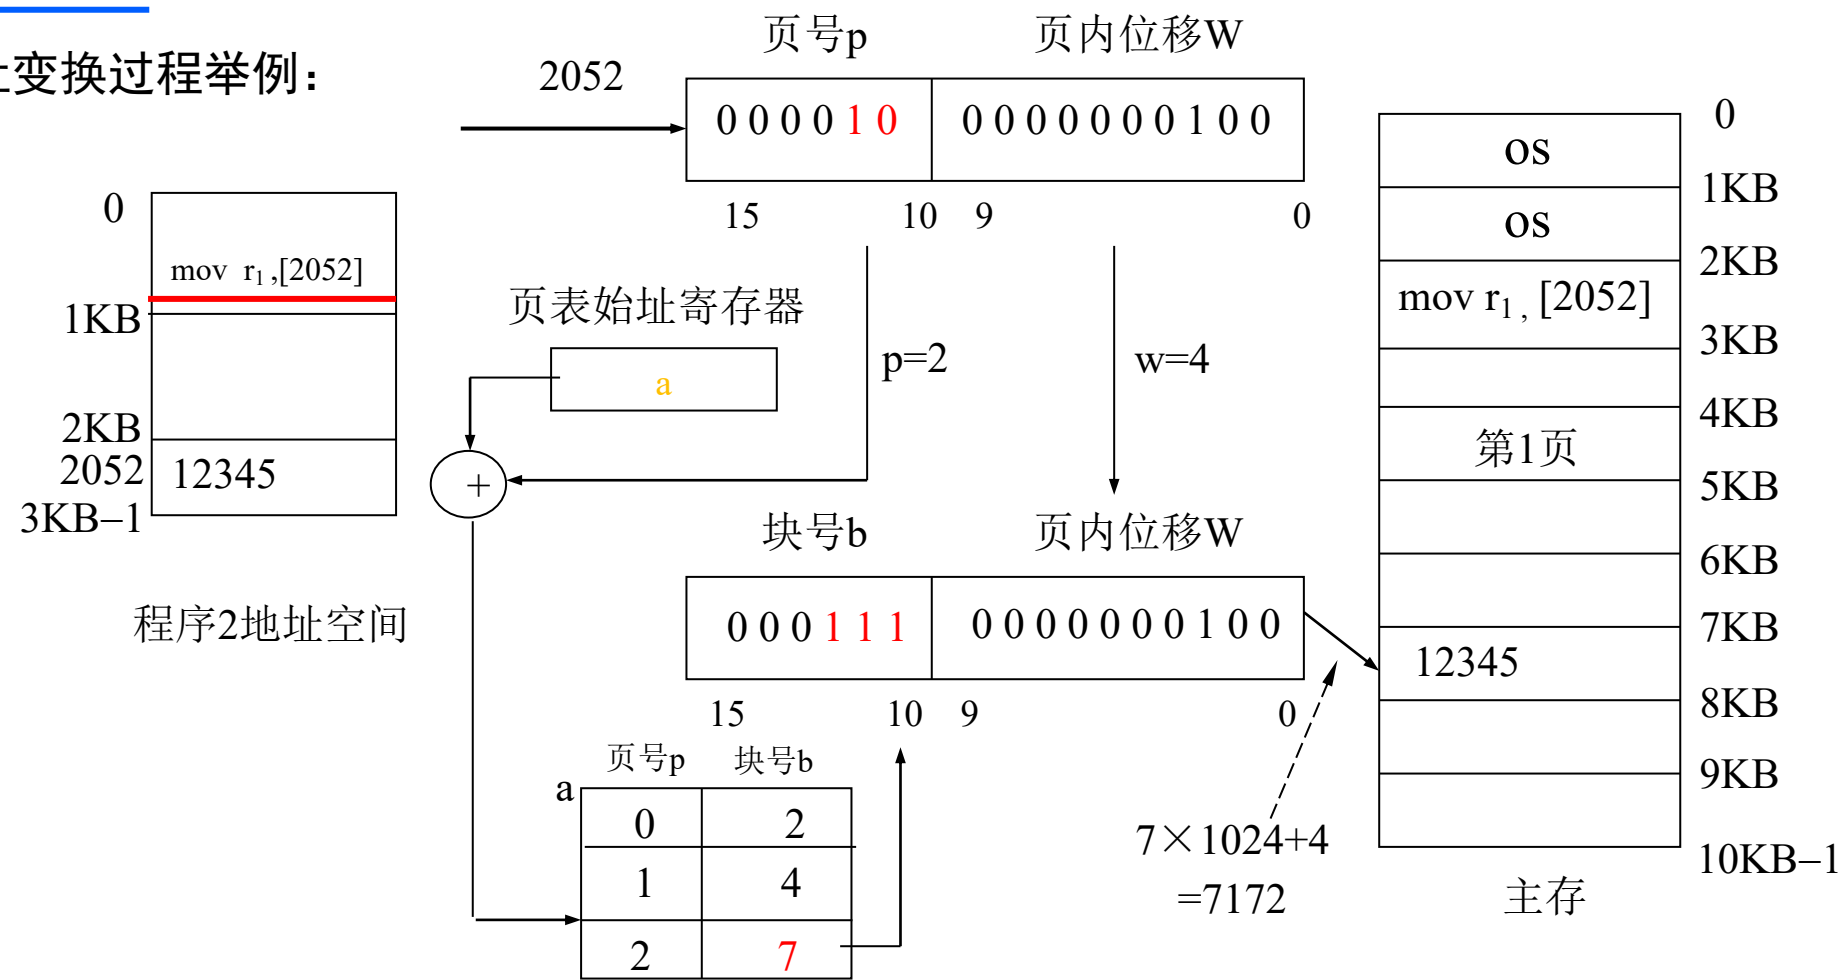 址变换过程举例：
2052
页号p
页内位移W
0 0 0 0 1 0
0 0 0 0 0 0 0 1 0 0
15
10
9
0
0
mov r₁ ,[2052]
1KB
2KB
2052
12345
3KB–1
程序2地址空间
页表始址寄存器
a
+
p=2
w=4
块号b
页内位移W
0 0 0 1 1 1
0 0 0 0 0 0 0 1 0 0
15
10
9
0
页号p
块号b
a
0
2
1
4
2
7
7×1024+4
=7172
0
os
1KB
os
2KB
mov r₁ , [2052]
3KB
4KB
第1页
5KB
6KB
7KB
12345
8KB
9KB
10KB–1
主存